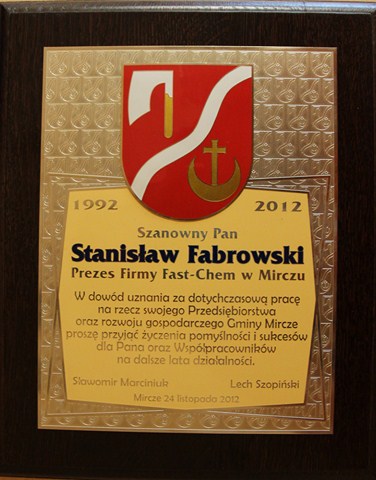 1992 2012
Szanowny Pan
Stanisław Fabrowski
Prezes Firmy Fast-Chem w Mirczu
W dowód uznania za dotychczasową pracę
na rzecz swojego Przedsiębiorstwa
oraz rozwoju gospodarczego Gminy Mircze
proszę przyjąć życzenia pomyślności i sukcesów
dla Pana oraz Współpracowników
na dalsze lata działalności.
Sławomir Marciniuk Lech Szopiński
Mircze 24 listopada 2012